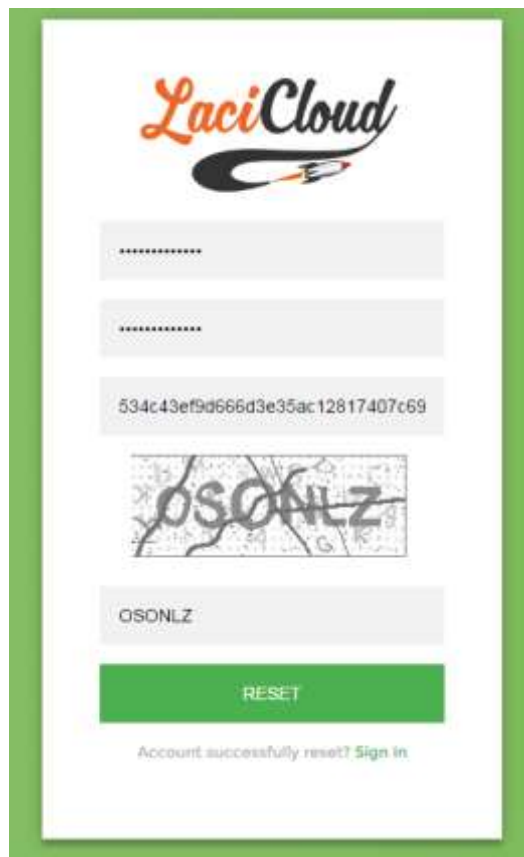 LaciCloud
•••••••••••••
•••••••••••••
534c43ef9d666d3e35ac12817407c69
OSONLZ
OSONLZ
RESET
Account successfully reset? Sign in